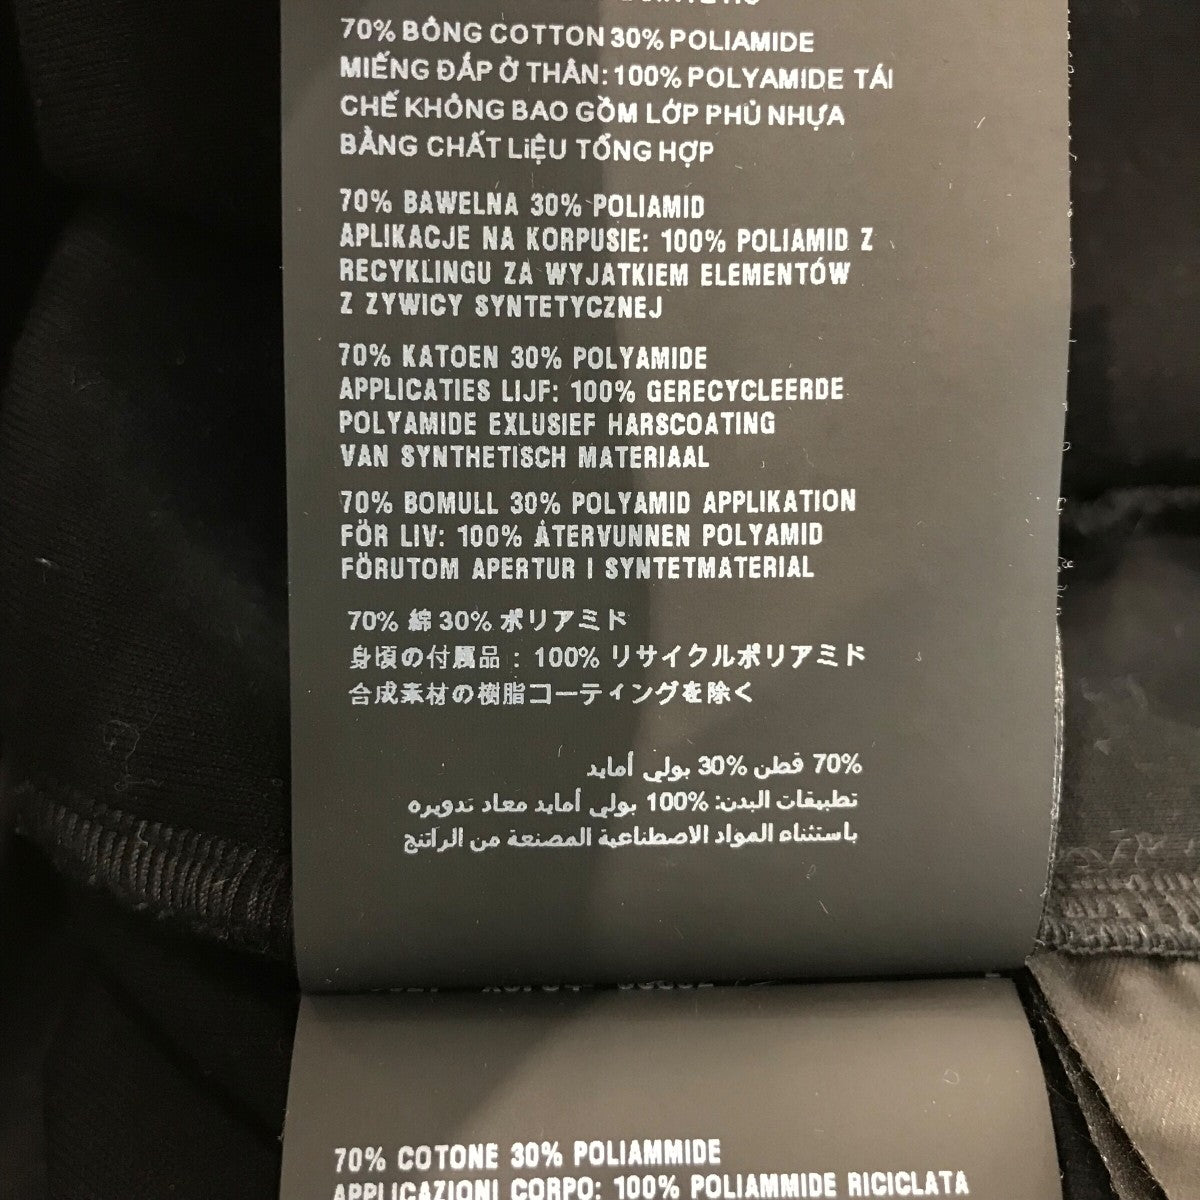 70% BÔNG COTTON 30% POLIAMIDE
MIẾNG ĐẮP Ở THÂN: 100% POLYAMIDE TÁI
CHẾ KHÔNG BAO GỒM LỚP PHỦ NHỰA
BẰNG CHẤT LiỆU TỔNG HỢP
70% BAWELNA 30% POLIAMID
APLIKACJE NA KORPUSIE: 100% POLIAMID Z
RECYKLINGU ZA WYJATKIEM ELEMENTÓW
Z ZYWICY SYNTETYCZNEJ
70% KATOEN 30% POLYAMIDE
APPLICATIES LIJF: 100% GERECYCLEERDE
POLYAMIDE EXLUSIEF HARSCOATING
VAN SYNTHETISCH MATERIAAL
70% BOMULL 30% POLYAMID APPLIKATION
FÖR LIV: 100% ÅTERVUNNEN POLYAMID
FÖRUTOM APERTUR I SYNTETMATERIAL
70% 綿 30% ポリアミド
身頃の付属品 : 100% リサイクルポリアミド
合成素材の樹脂コーティングを除く
70% قطن 30% بولي أمايد
تطبيقات البدن: 100% بولي أمايد معاد تدويره
باستثناء المواد الاصطناعية المصنعة من الراتنج
70% COTONE 30% POLIAMMIDE
APPLICAZIONI CORPO: 100% POLIAMMIDE RICICLATA